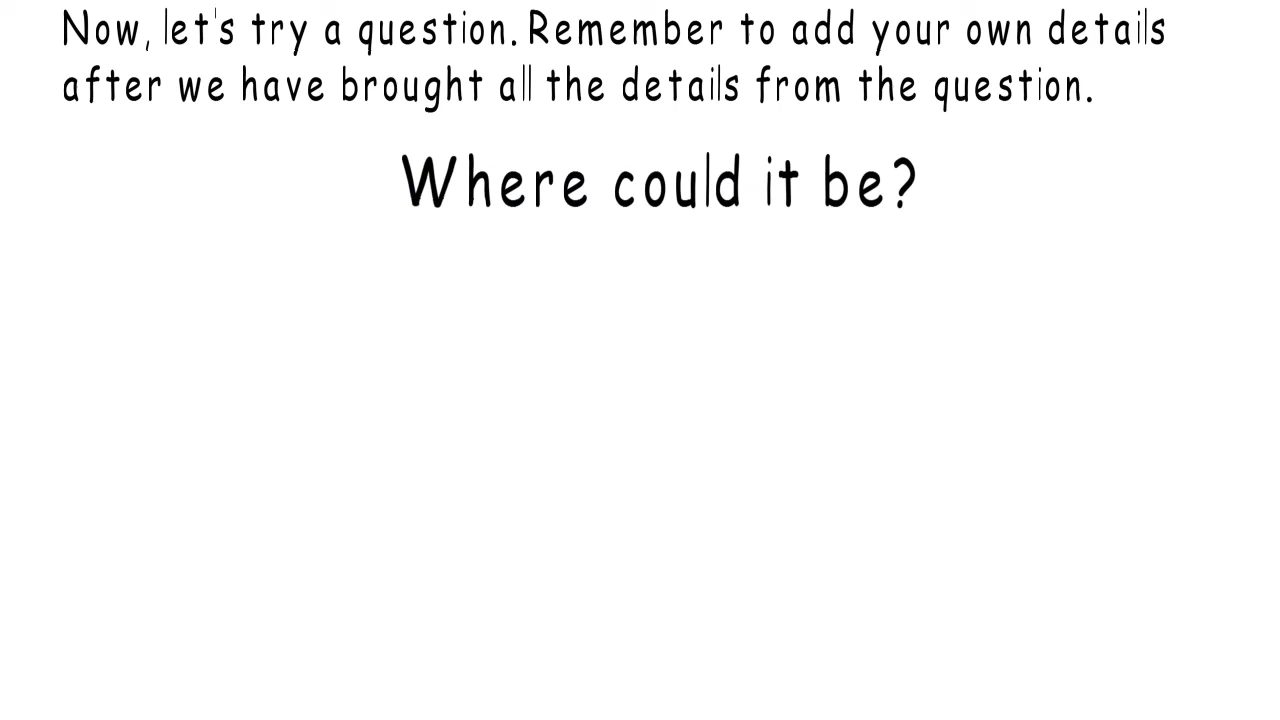 Now, let's try a question. Remember to add your own details
after we have brought all the details from the question.
Where could it be?